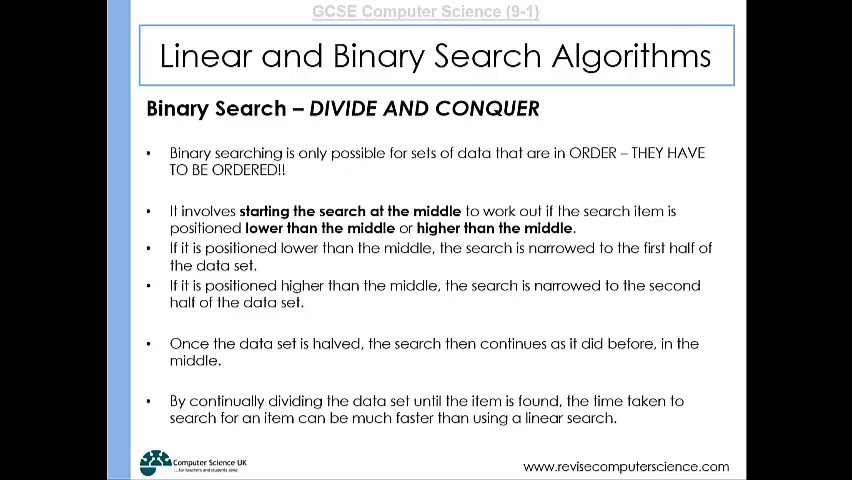 GCSE Computer Science (9-1)
Linear and Binary Search Algorithms
Binary Search – DIVIDE AND CONQUER
• Binary searching is only possible for sets of data that are in ORDER – THEY HAVE
TO BE ORDERED!!
• It involves starting the search at the middle to work out if the search item is
positioned lower than the middle or higher than the middle.
• If it is positioned lower than the middle, the search is narrowed to the first half of
the data set.
• If it is positioned higher than the middle, the search is narrowed to the second
half of the data set.
• Once the data set is halved, the search then continues as it did before, in the
middle.
• By continually dividing the data set until the item is found, the time taken to
search for an item can be much faster than using a linear search.
Computer Science UK
...for teachers and students alike
www.revisecomputerscience.com